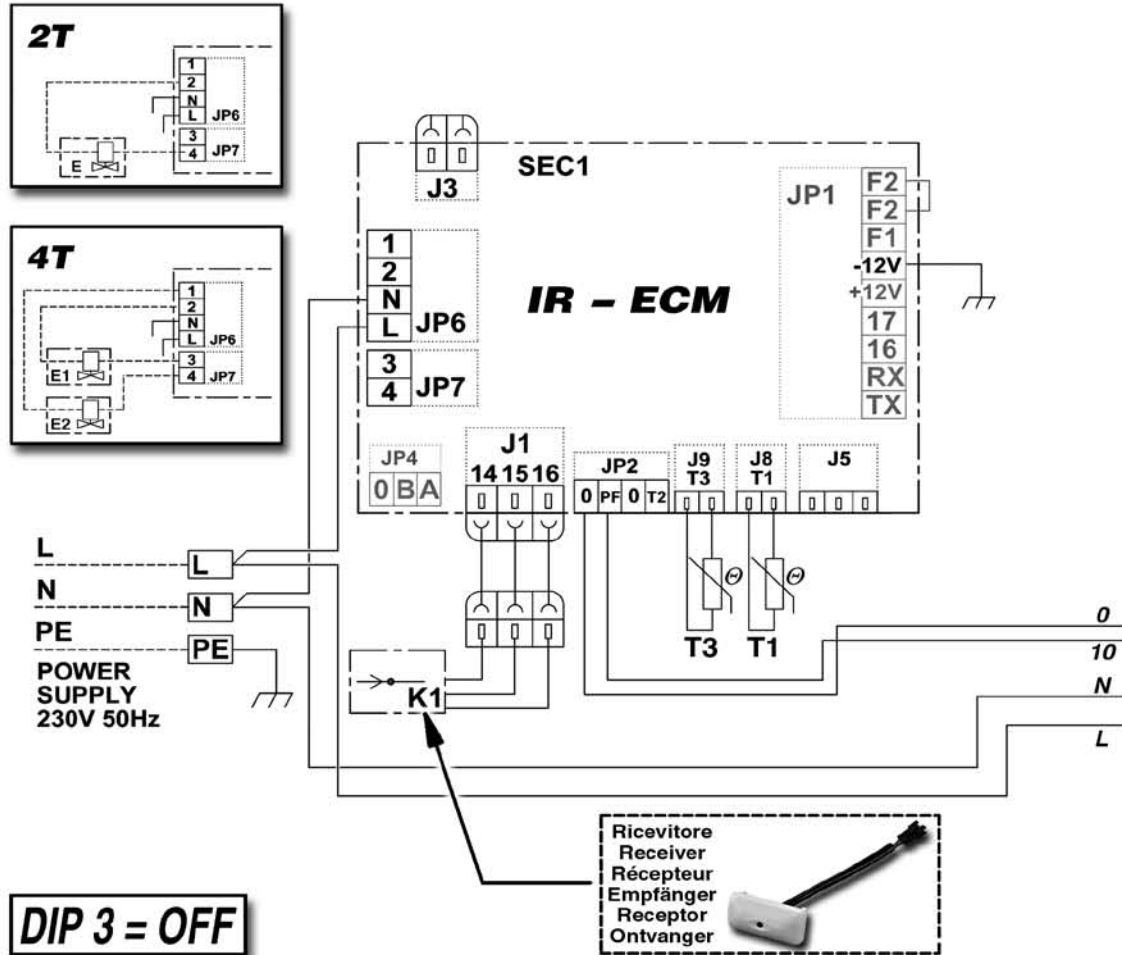 2T
1
2
N
L
JP6
3
4
JP7
E
4T
1
2
N
L
JP6
3
4
JP7
E1
E2
J3
SEC1
IR – ECM
1
2
N
L
JP6
3
4
JP7
JP1
F2
F2
F1
-12V
+12V
17
16
RX
TX
JP4
0 B A
J1
14 15 16
JP2
0 PF 0 T2
J9
T3
J8
T1
J5
Θ
Θ
T3
T1
L
L
N
N
PE
PE
POWER
SUPPLY
230V 50Hz
K1
0
10
N
L
Ricevitore
Receiver
Récepteur
Empfänger
Receptor
Ontvanger
DIP 3 = OFF